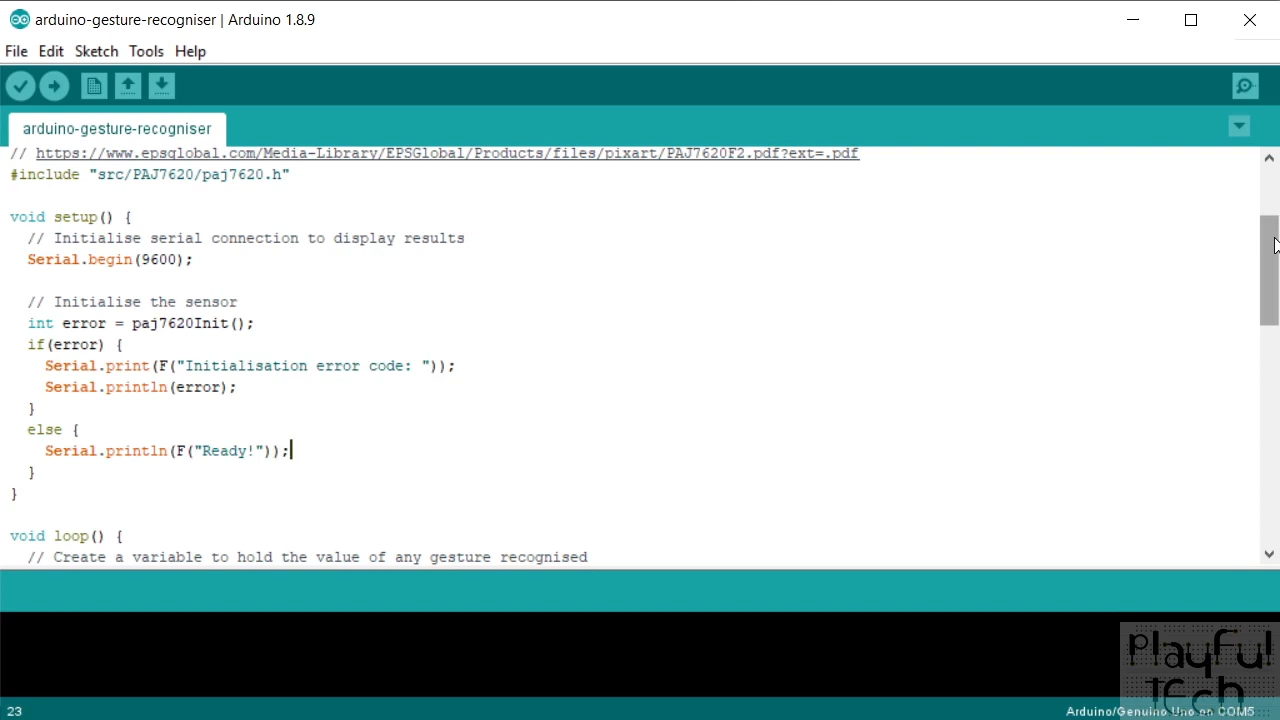 arduino-gesture-recogniser | Arduino 1.8.9
File Edit Sketch Tools Help
arduino-gesture-recogniser
// https://www.epsglobal.com/Media-Library/EPSGlobal/Products/files/pixart/PAJ7620F2.pdf?ext=.pdf
#include "src/PAJ7620/paj7620.h"
void setup() {
// Initialise serial connection to display results
Serial.begin(9600);
// Initialise the sensor
int error = paj7620Init();
if(error) {
Serial.print(F("Initialisation error code: "));
Serial.println(error);
}
else {
Serial.println(F("Ready!"));
}
}
void loop() {
// Create a variable to hold the value of any gesture recognised
Playful
tech
23
Arduino/Genuino Uno on COM5